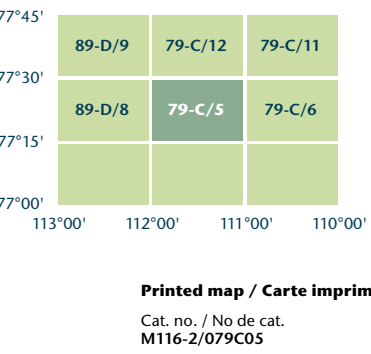 77°45'
89-D/9 79-C/12 79-C/11
77°30'
89-D/8 79-C/5 79-C/6
77°15'
77°00'
113°00' 112°00' 111°00' 110°00'
Printed map / Carte imprim
Cat. no. / No de cat.
M116-2/079C05